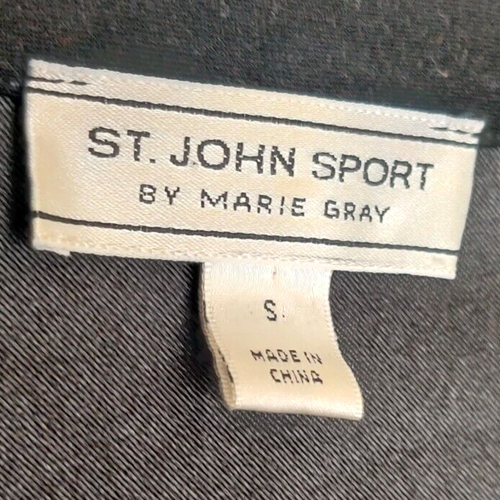 ST. JOHN SPORT
BY MARIE GRAY
S
MADE IN
CHINA